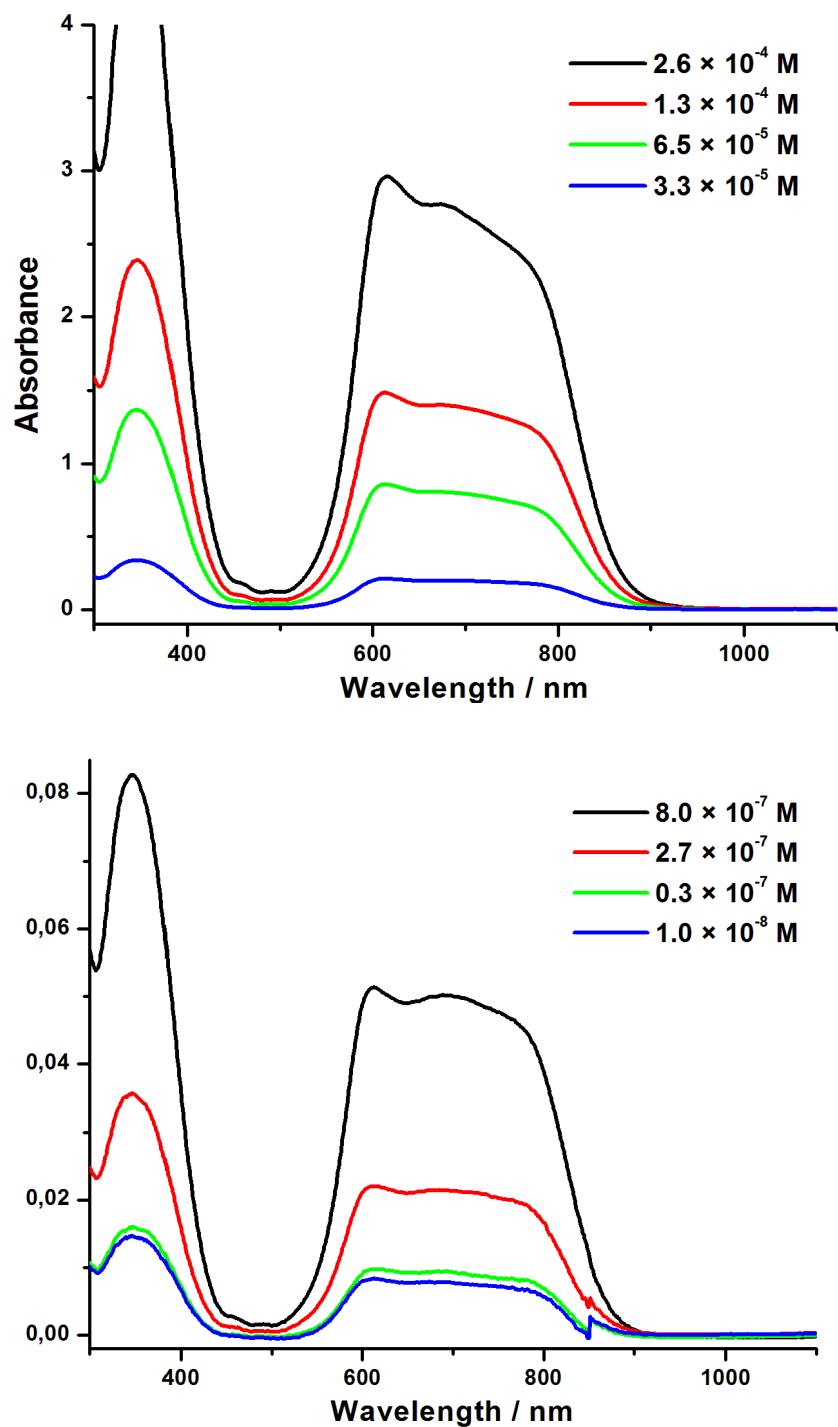 4
3
2
1
0
Absorbance
2.6 × 10⁻⁴ M
1.3 × 10⁻⁴ M
6.5 × 10⁻⁵ M
3.3 × 10⁻⁵ M
400 600 800 1000
Wavelength / nm
0,08
0,06
0,04
0,02
0,00
8.0 × 10⁻⁷ M
2.7 × 10⁻⁷ M
0.3 × 10⁻⁷ M
1.0 × 10⁻⁸ M
400 600 800 1000
Wavelength / nm